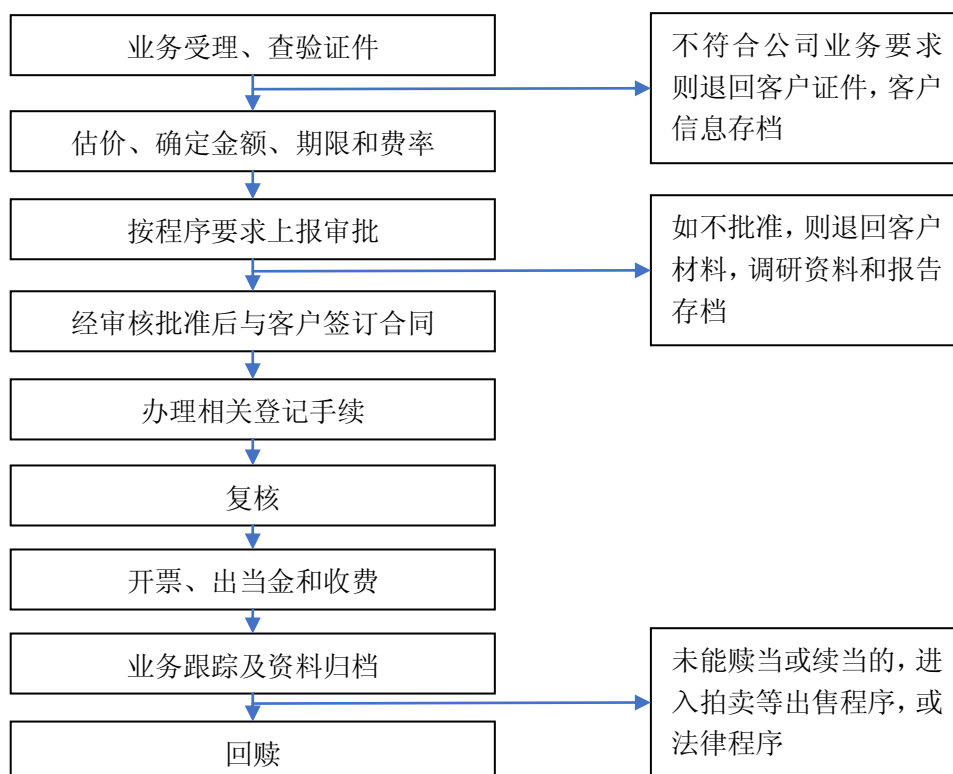 业务受理、查验证件
不符合公司业务要求
则退回客户证件，客户
信息存档
估价、确定金额、期限和费率
按程序要求上报审批
如不批准，则退回客户
材料，调研资料和报告
存档
经审核批准后与客户签订合同
办理相关登记手续
复核
开票、出当金和收费
业务跟踪及资料归档
未能赎当或续当的，进
入拍卖等出售程序，或
法律程序
回赎